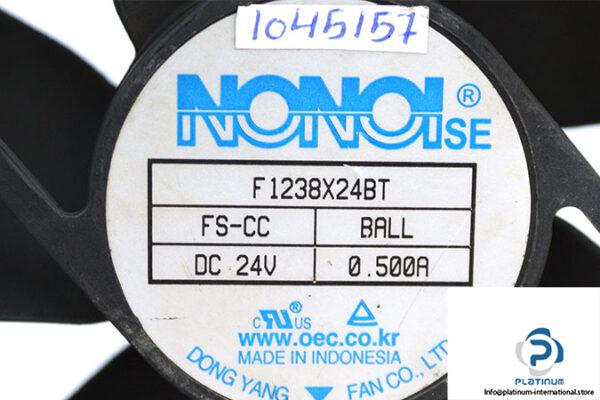 1045157
NONOISE®
F1238X24BT
FS-CC BALL
DC 24V 0.500A
c RU® US
www.oec.co.kr
MADE IN INDONESIA
DONG YANG FAN CO., LTD
PLATINUM
Info@platinum-international.store